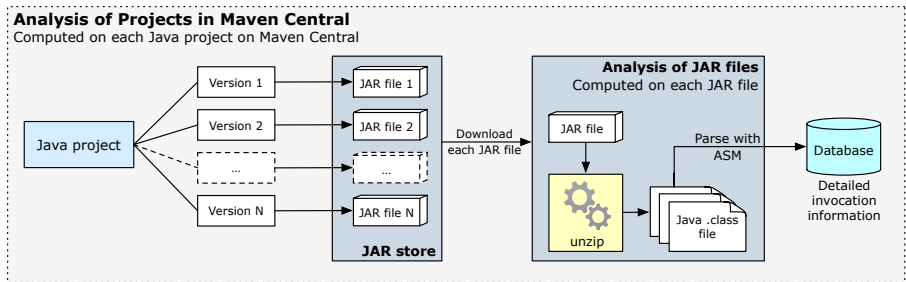 Analysis of Projects in Maven Central
Computed on each Java project on Maven Central
Java project
Version 1
Version 2
...
Version N
JAR file 1
JAR file 2
...
JAR file N
JAR store
Download
each JAR file
Analysis of JAR files
Computed on each JAR file
JAR file
unzip
Java .class
file
Parse with
ASM
Database
Detailed
invocation
information